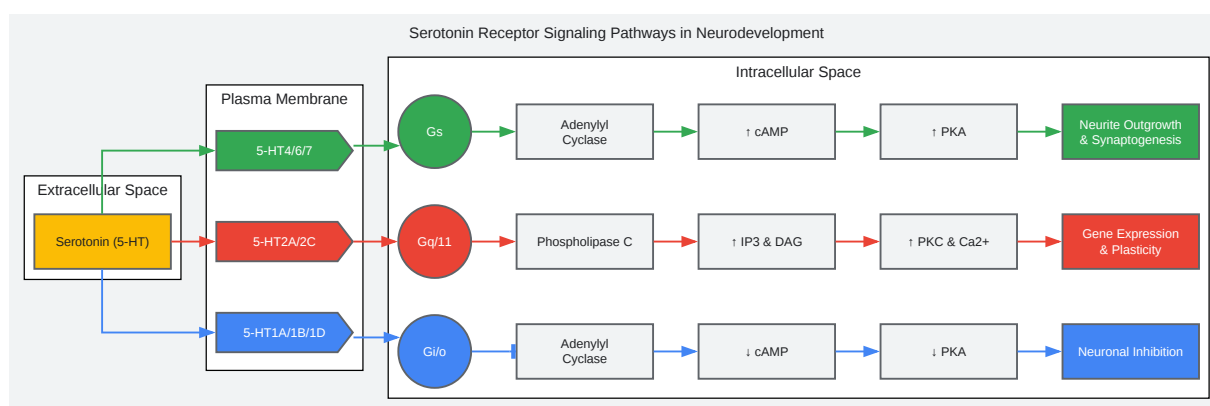 Serotonin Receptor Signaling Pathways in Neurodevelopment
Extracellular Space
Serotonin (5-HT)
Plasma Membrane
5-HT4/6/7
5-HT2A/2C
5-HT1A/1B/1D
Intracellular Space
Gs
Adenylyl
Cyclase
↑ cAMP
↑ PKA
Neurite Outgrowth
& Synaptogenesis
Gq/11
Phospholipase C
↑ IP3 & DAG
↑ PKC & Ca2+
Gene Expression
& Plasticity
Gi/o
Adenylyl
Cyclase
↓ cAMP
↓ PKA
Neuronal Inhibition